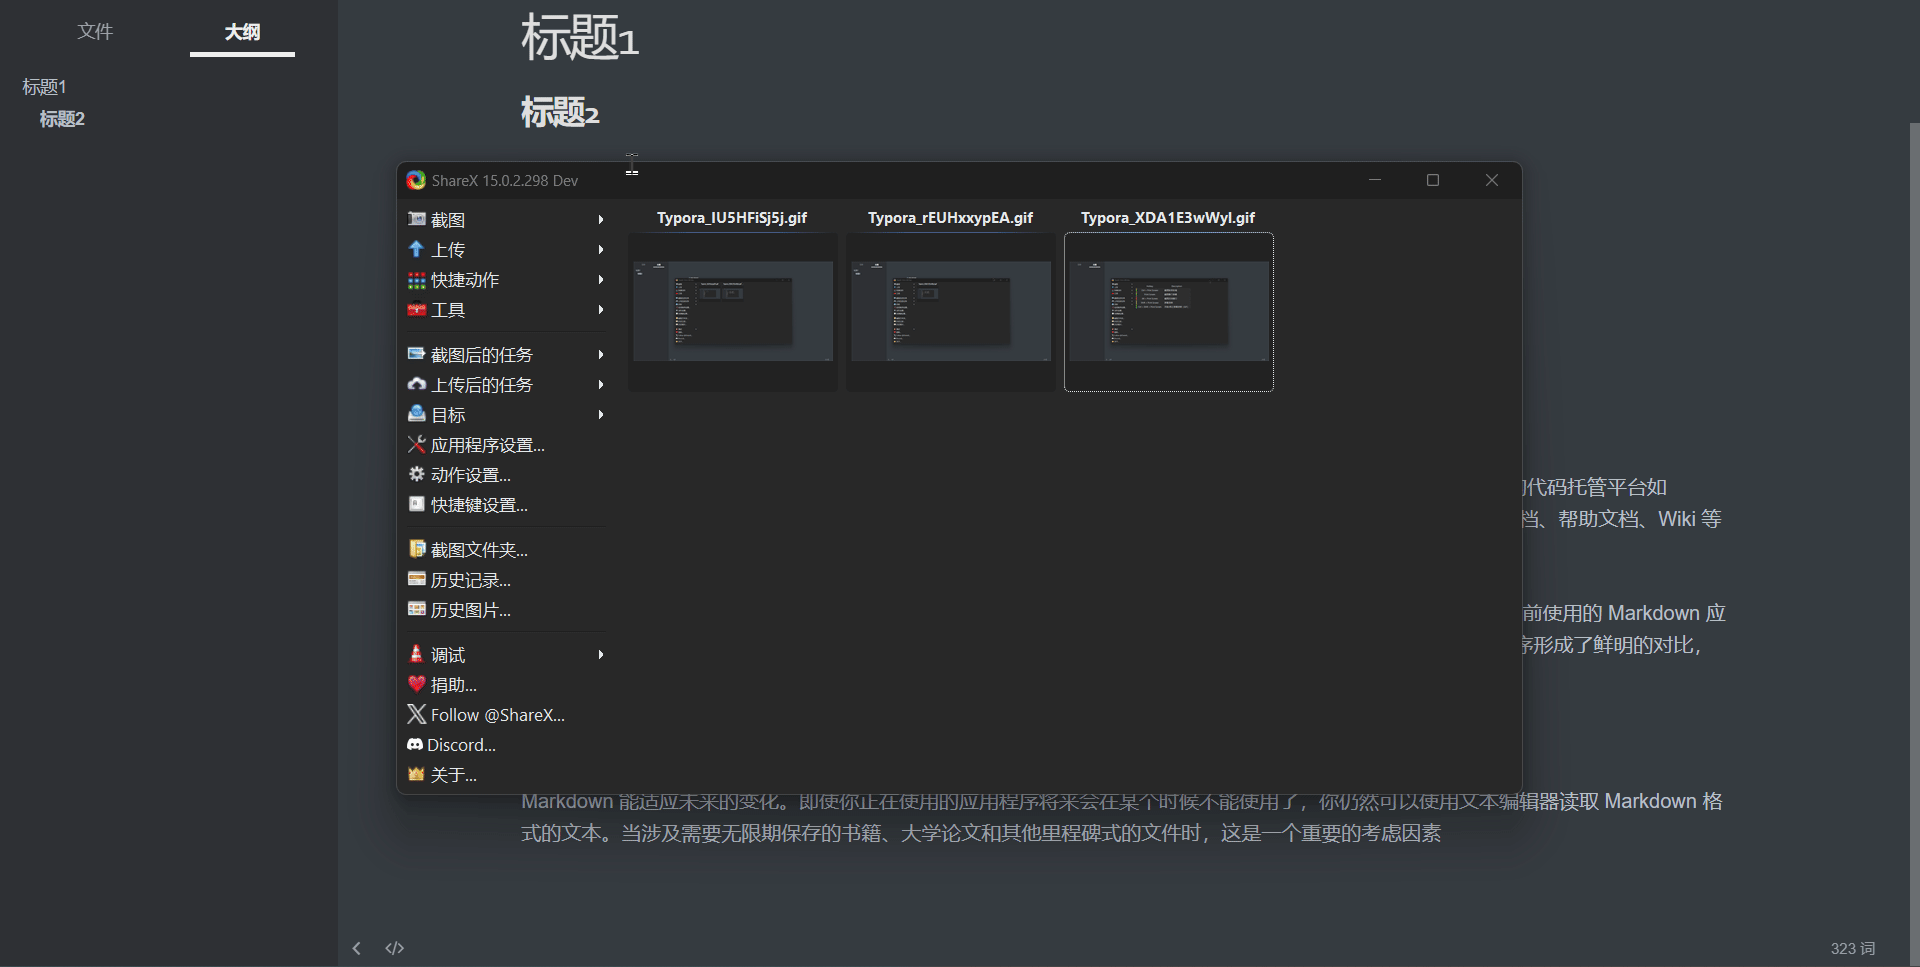 文件
大纲
标题1
标题2
标题1
标题2
ShareX 15.0.2.298 Dev
截图
上传
快捷动作
工具
截图后的任务
上传后的任务
目标
应用程序设置...
动作设置...
快捷键设置...
截图文件夹...
历史记录...
历史图片...
调试
捐助...
Follow @ShareX...
Discord...
关于...
Typora_IU5HFiSj5j.gif
Typora_rEUHxxypEA.gif
Typora_XDA1E3wWyl.gif
代码托管平台如
档、帮助文档、Wiki 等
前使用的 Markdown 应
序形成了鲜明的对比，
Markdown 能适应未来的变化。即使你正在使用的应用程序将来会在某个时候不能使用了，你仍然可以使用文本编辑器读取 Markdown 格
式的文本。当涉及需要无限期保存的书籍、大学论文和其他里程碑式的文件时，这是一个重要的考虑因素
323 词